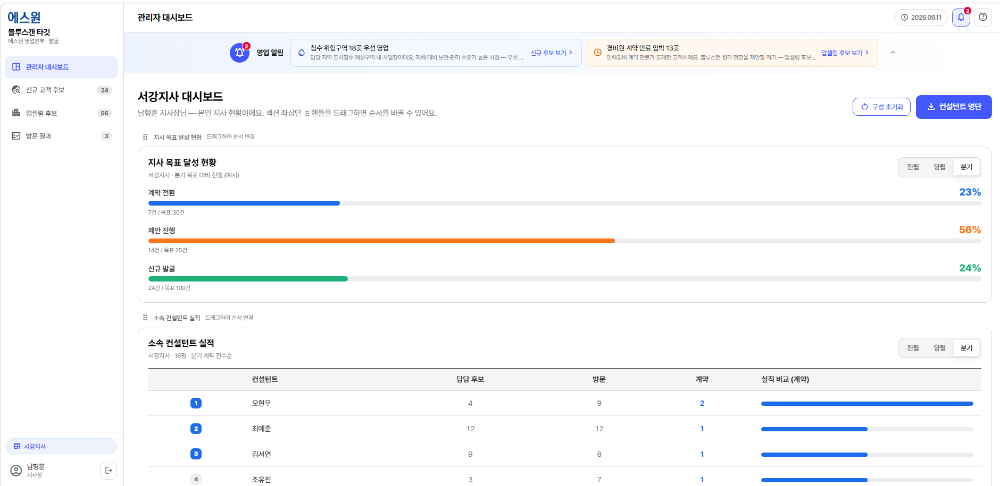 에스원
블루스캔 타깃
에스원 영업본부 · 발굴
관리자 대시보드
신규 고객 후보 24
업셀링 후보 56
방문 결과 3
서강지사
남형훈
지사장
관리자 대시보드
2026.06.11
2
2
영업 알림
침수 위험구역 18곳 우선 영업
담당 지역 도시침수 예상구역 내 사업장이에요. 재해 대비 보안·관리 수요가 높은 시점 — 우선 ...
신규 후보 보기
경비원 계약 만료 임박 13곳
인력경비 계약 만료가 도래한 고객처예요. 블루스캔 원격 전환을 제안할 적기 — 업셀링 후보...
업셀링 후보 보기
서강지사 대시보드
남형훈 지사장님 — 본인 지사 현황이에요. 섹션 좌상단 ⠿ 핸들을 드래그하면 순서를 바꿀 수 있어요.
구성 초기화
컨설턴트 명단
지사 목표 달성 현황 드래그하여 순서 변경
지사 목표 달성 현황
서강지사 · 분기 목표 대비 진행 (예시)
전월 당월 분기
계약 전환 23%
7건 / 목표 30건
제안 진행 56%
14건 / 목표 25건
신규 발굴 24%
24건 / 목표 100건
소속 컨설턴트 실적 드래그하여 순서 변경
소속 컨설턴트 실적
서강지사 · 16명 · 분기 계약 건수순
전월 당월 분기
컨설턴트 담당 후보 방문 계약 실적 비교 (계약)
1 오현우 4 9 2
2 최예준 12 12 1
3 김서연 9 8 1
4 조유진 3 7 1